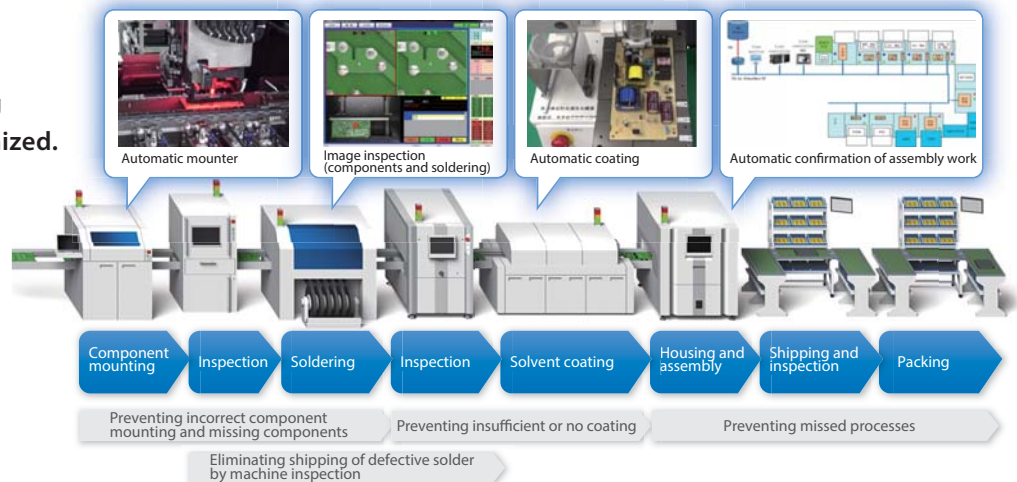 ized.
Automatic mounter
Image inspection
(components and soldering)
Automatic coating
Automatic confirmation of assembly work
Component
mounting
Inspection
Soldering
Inspection
Solvent coating
Housing and
assembly
Shipping and
inspection
Packing
Preventing incorrect component
mounting and missing components
Preventing insufficient or no coating
Preventing missed processes
Eliminating shipping of defective solder
by machine inspection